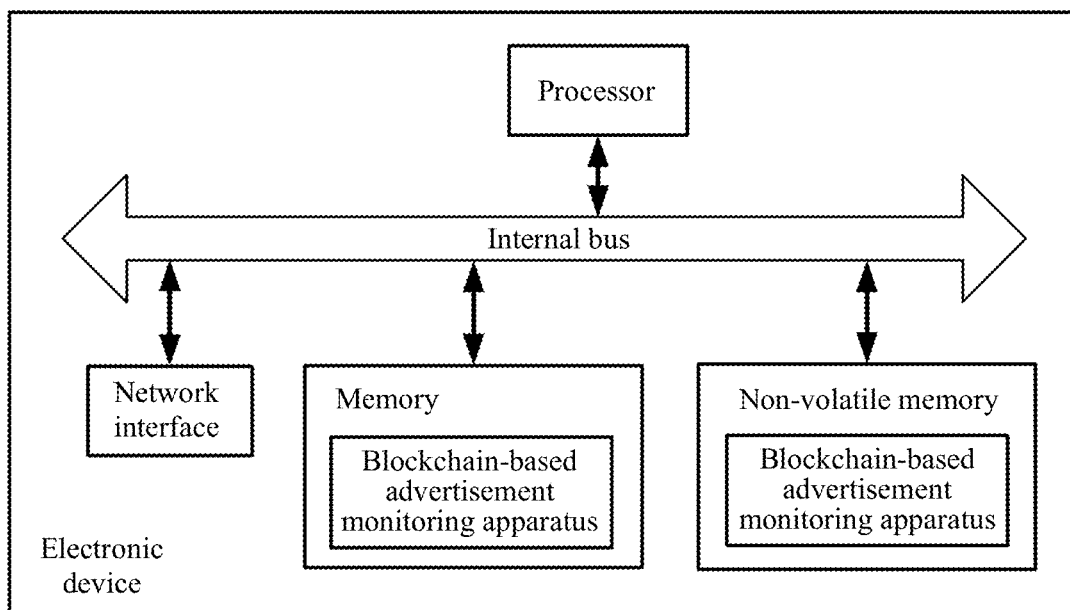 Processor
Internal bus
Network
interface
Memory
Blockchain-based
advertisement
monitoring apparatus
Non-volatile memory
Blockchain-based
advertisement
monitoring apparatus
Electronic
device